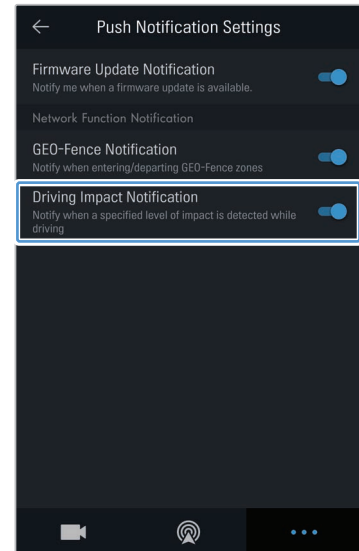 Push Notification Settings
Firmware Update Notification
Notify me when a firmware update is available.
Network Function Notification
GEO-Fence Notification
Notify when entering/departing GEO-Fence zones
Driving Impact Notification
Notify when a specified level of impact is detected while
driving